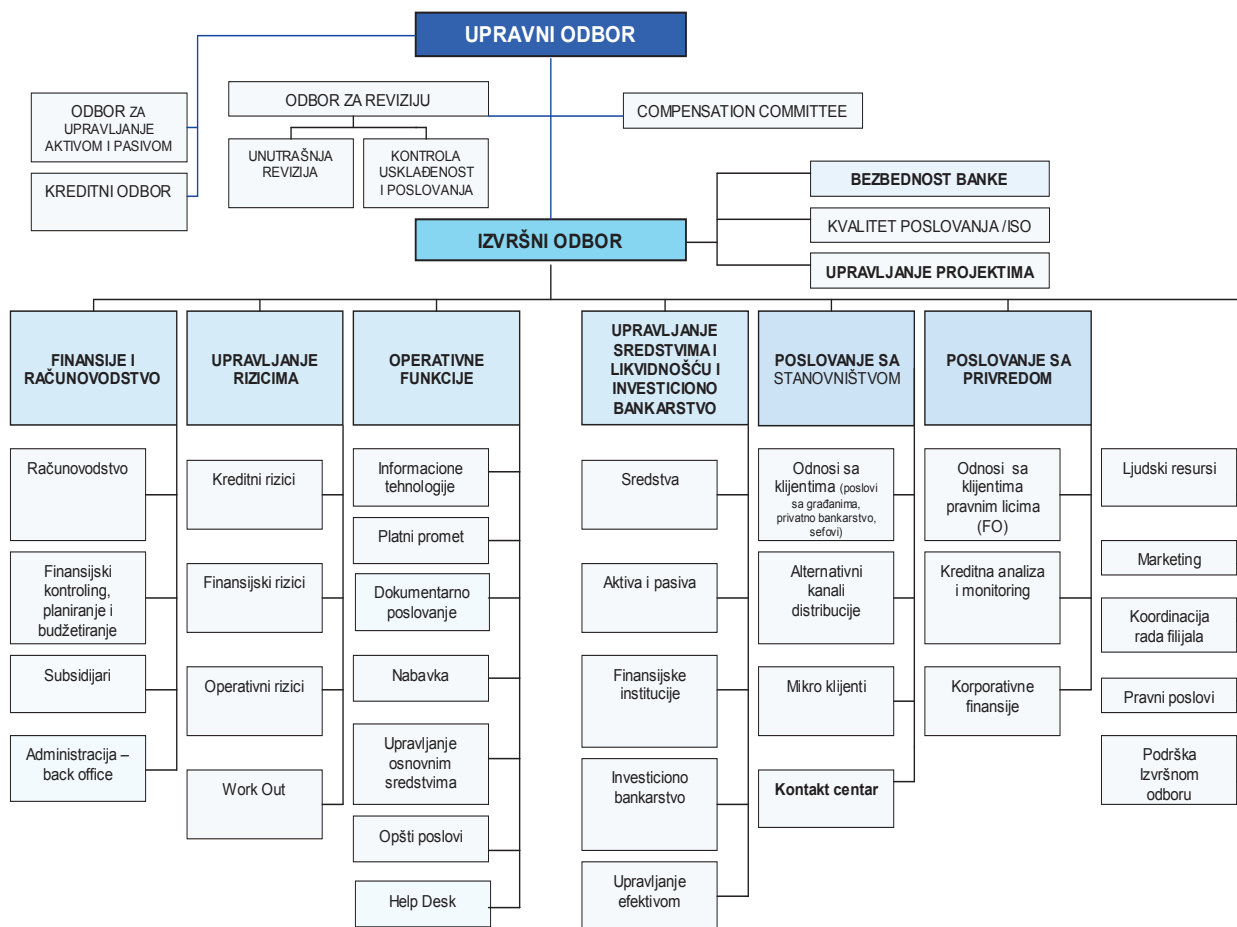 UPRAVNI ODBOR
ODBOR ZA
UPRAVLJANJE
AKTIVOM I PASIVOM
KREDITNI ODBOR
ODBOR ZA REVIZIJU
UNUTRAŠNJA
REVIZIJA
KONTROLA
USKLAĐENOST
I POSLOVANJA
COMPENSATION COMMITTEE
BEZBEDNOST BANKE
KVALITET POSLOVANJA /ISO
UPRAVLJANJE PROJEKTIMA
IZVRŠNI ODBOR
FINANSIJE I
RAČUNOVODSTVO
Računovodstvo
Finansijski
kontroling,
planiranje i
budžetiranje
Subsidijari
Administracija –
back office
UPRAVLJANJE
RIZICIMA
Kreditni rizici
Finansijski rizici
Operativni rizici
Work Out
OPERATIVNE
FUNKCIJE
Informacione
tehnologije
Platni promet
Dokumentarno
poslovanje
Nabavka
Upravljanje
osnovnim
sredstvima
Opšti poslovi
Help Desk
UPRAVLJANJE
SREDSTVIMA I
LIKVIDNOŠĆU I
INVESTICIONO
BANKARSTVO
Sredstva
Aktiva i pasiva
Finansijske
institucije
Investiciono
bankarstvo
Upravljanje
efektivom
POSLOVANJE SA
STANOVNIŠTVOM
Odnosi sa
klijentima (poslovi
sa građanima,
privatno bankarstvo,
sefovi)
Alternativni
kanali
distribucije
Mikro klijenti
Kontakt centar
POSLOVANJE SA
PRIVREDOM
Odnosi sa
klijentima
pravnim licima
(FO)
Kreditna analiza
i monitoring
Korporativne
finansije
Ljudski resursi
Marketing
Koordinacija
rada filijala
Pravni poslovi
Podrška
Izvršnom
odboru